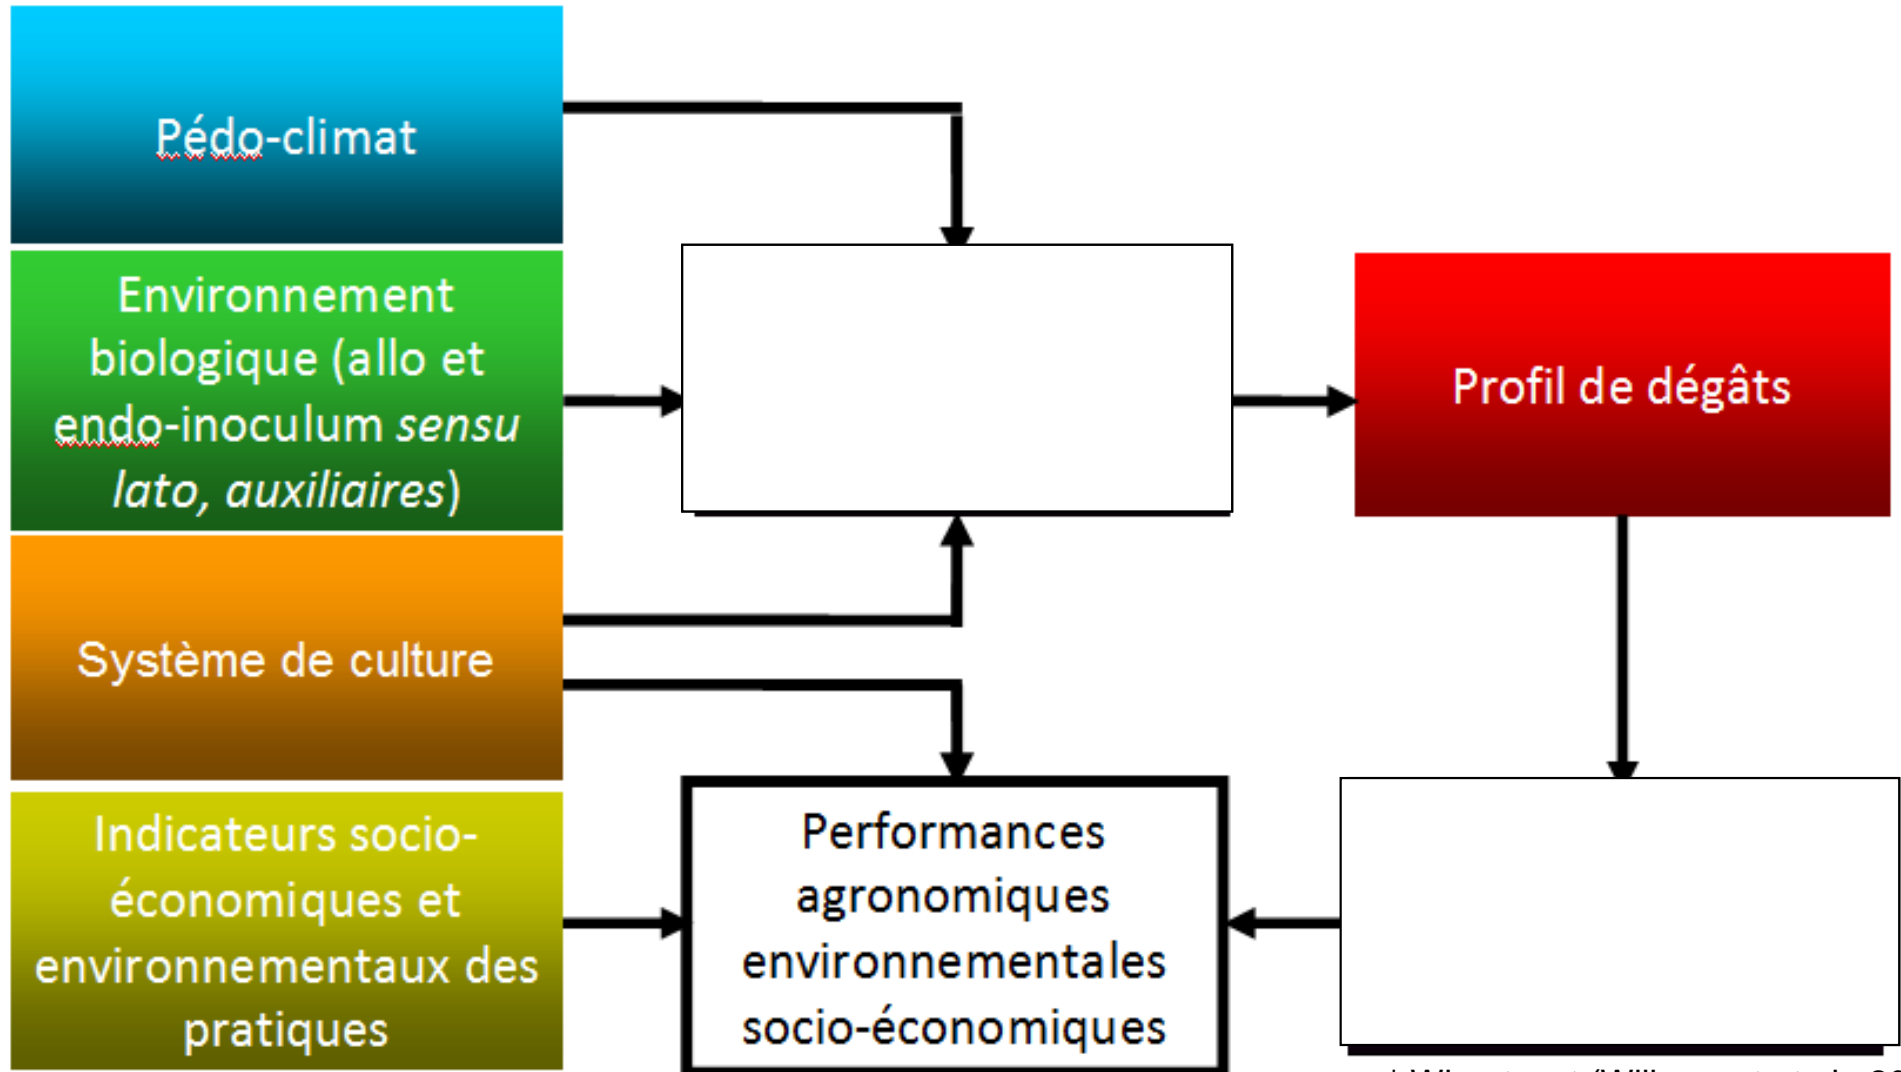 Pédo-climat
Environnement
biologique (allo et
endo-inoculum sensu
lato, auxiliaires)
Système de culture
Indicateurs socio-
économiques et
environnementaux des
pratiques
Profil de dégâts
Performances
agronomiques
environnementales
socio-économiques